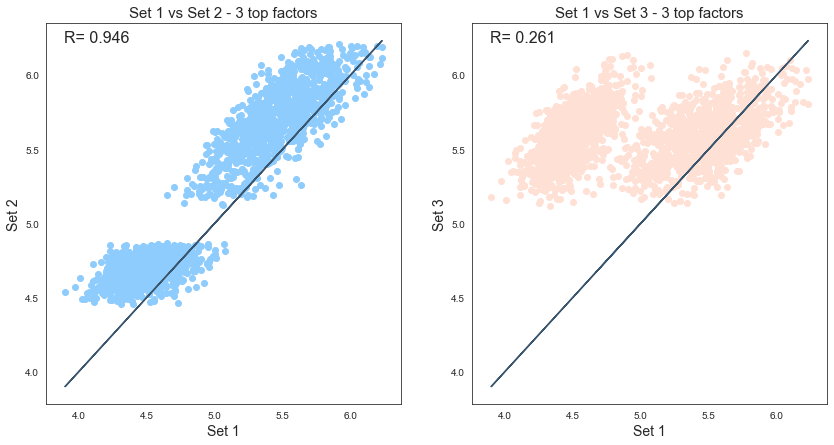 Set 1 vs Set 2 - 3 top factors
R= 0.946
6.0
5.5
5.0
4.5
4.0
Set 2
4.0 4.5 5.0 5.5 6.0
Set 1
Set 1 vs Set 3 - 3 top factors
R= 0.261
6.0
5.5
5.0
4.5
4.0
Set 3
4.0 4.5 5.0 5.5 6.0
Set 1